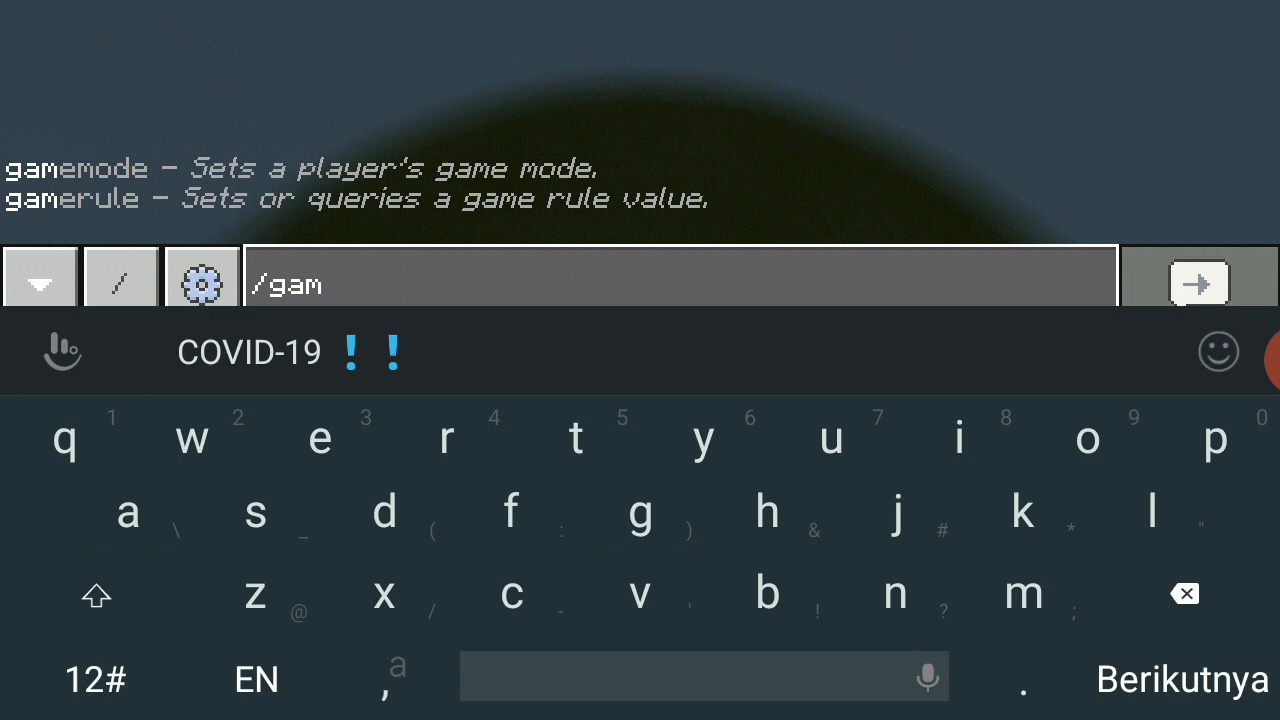 gamemode – Sets a player's game mode.
gamerule – Sets or queries a game rule value.
/ /gam
COVID-19 ❗ ❗
q 1 w 2 e 3 r 4 t 5 y 6 u 7 i 8 o 9 p 0
a \ s _ d ( f : g ) h & j # k * l "
z @ x / c - v ' b ! n ? m ;
12# EN , a . Berikutnya